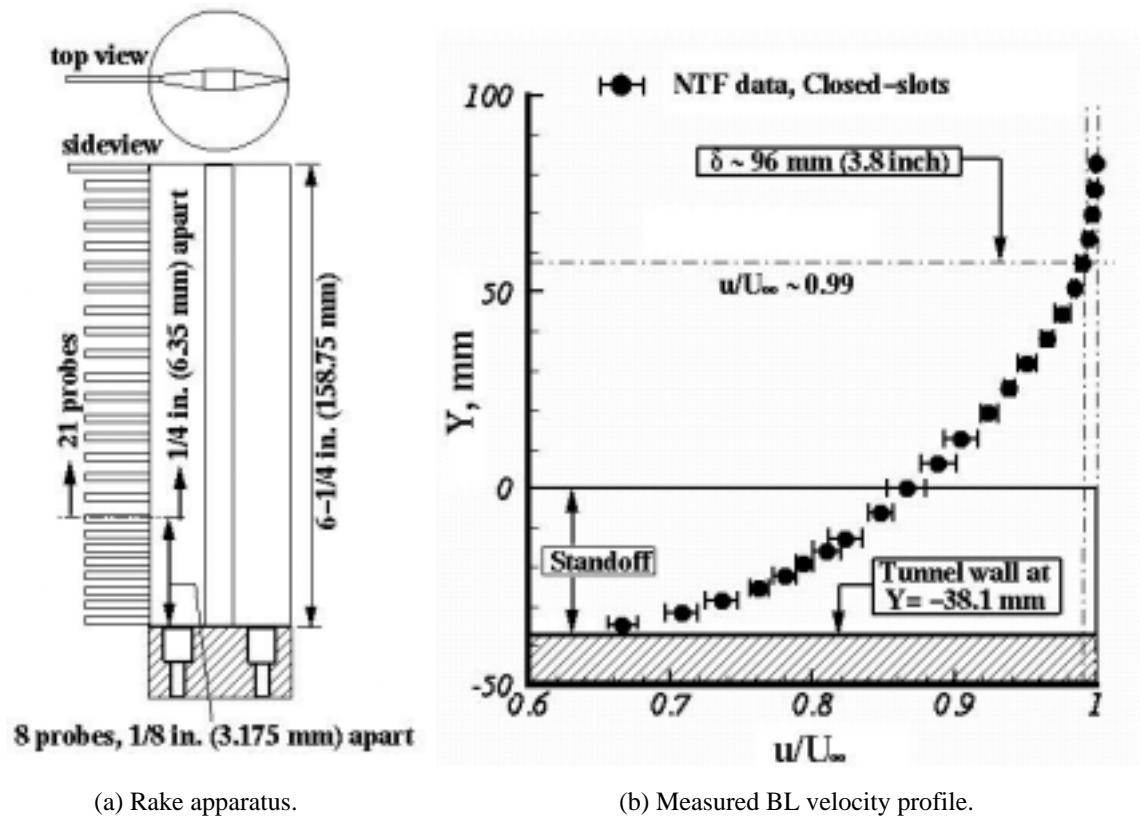 top view
sideview
21 probes
1/4 in. (6.35 mm) apart
6-1/4 in. (158.75 mm)
8 probes, 1/8 in. (3.175 mm) apart
(a) Rake apparatus.
NTF data, Closed-slots
δ ~ 96 mm (3.8 inch)
u/U∞ ~ 0.99
Standoff
Tunnel wall at
Y= -38.1 mm
Y, mm
100
50
0
-50
0.6 0.7 0.8 0.9 1
u/U∞
(b) Measured BL velocity profile.